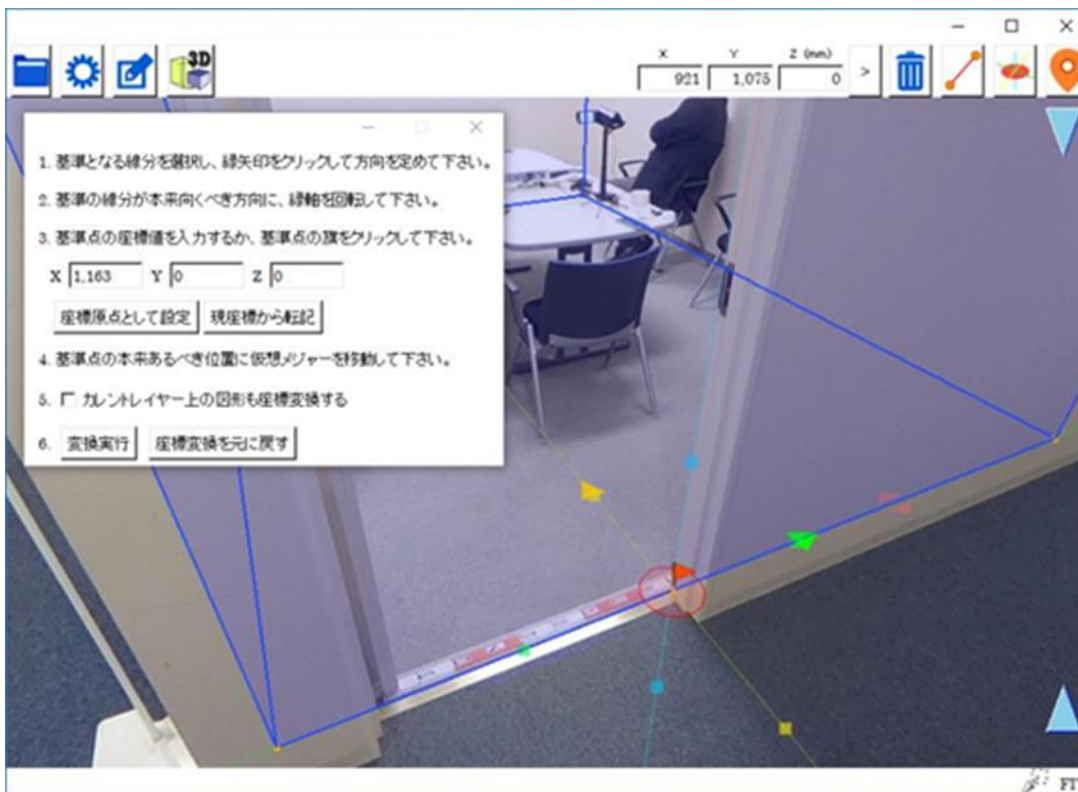 3D
X Y Z (mm)
921 1,075 0 >
1. 基準となる線分を選択し、緑矢印をクリックして方向を定めて下さい。
2. 基準の線分が本来向くべき方向に、緑軸を回転して下さい。
3. 基準点の座標値を入力するか、基準点の旗をクリックして下さい。
X 1,163 Y 0 Z 0
座標原点として設定 現座標から転記
4. 基準点の本来あるべき位置に仮想メジャーを移動して下さい。
5. カレントレイヤー上の図形も座標変換する
6. 変換実行 座標変換を元に戻す